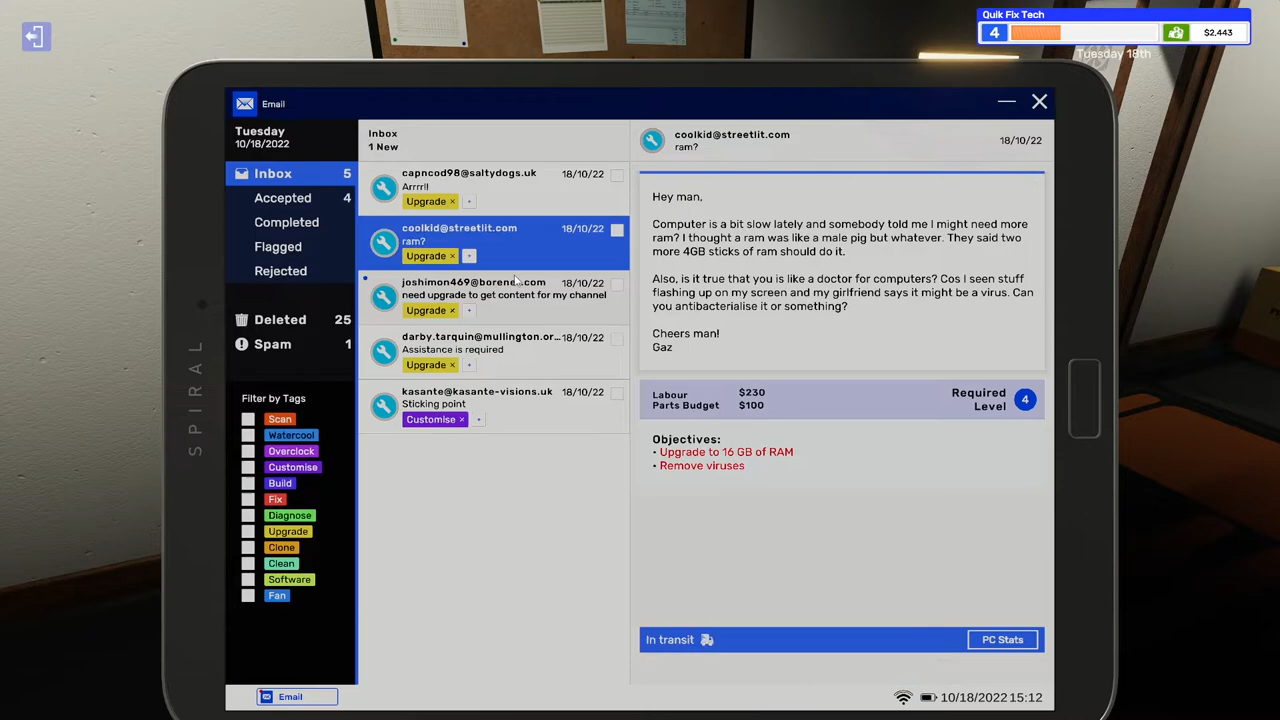 Quik Fix Tech
4
$2,443
Tuesday 18th
Email
Tuesday
10/18/2022
Inbox 5
Accepted 4
Completed
Flagged
Rejected
Deleted 25
Spam 1
Filter by Tags
Scan
Watercool
Overclock
Customise
Build
Fix
Diagnose
Upgrade
Clone
Clean
Software
Fan
Inbox
1 New
capncod98@saltydogs.uk 18/10/22
Arrr!!
Upgrade × +
coolkid@streetlit.com 18/10/22
ram?
Upgrade × +
18/10/22
need upgrade to get content for my channel
Upgrade × +
darby.tarquin@mullington.or... 18/10/22
Assistance is required
Upgrade × +
kasante@kasante-visions.uk 18/10/22
Sticking point
Customise × +
coolkid@streetlit.com
ram?
18/10/22
Hey man,
Computer is a bit slow lately and somebody told me I might need more
ram? I thought a ram was like a male pig but whatever. They said two
more 4GB sticks of ram should do it.
Also, is it true that you is like a doctor for computers? Cos I seen stuff
flashing up on my screen and my girlfriend says it might be a virus. Can
you antibacterialise it or something?
Cheers man!
Gaz
Labour $230
Parts Budget $100
Required
Level 4
Objectives:
• Upgrade to 16 GB of RAM
• Remove viruses
In transit
PC Stats
Email
10/18/2022 15:12
SPIRAL